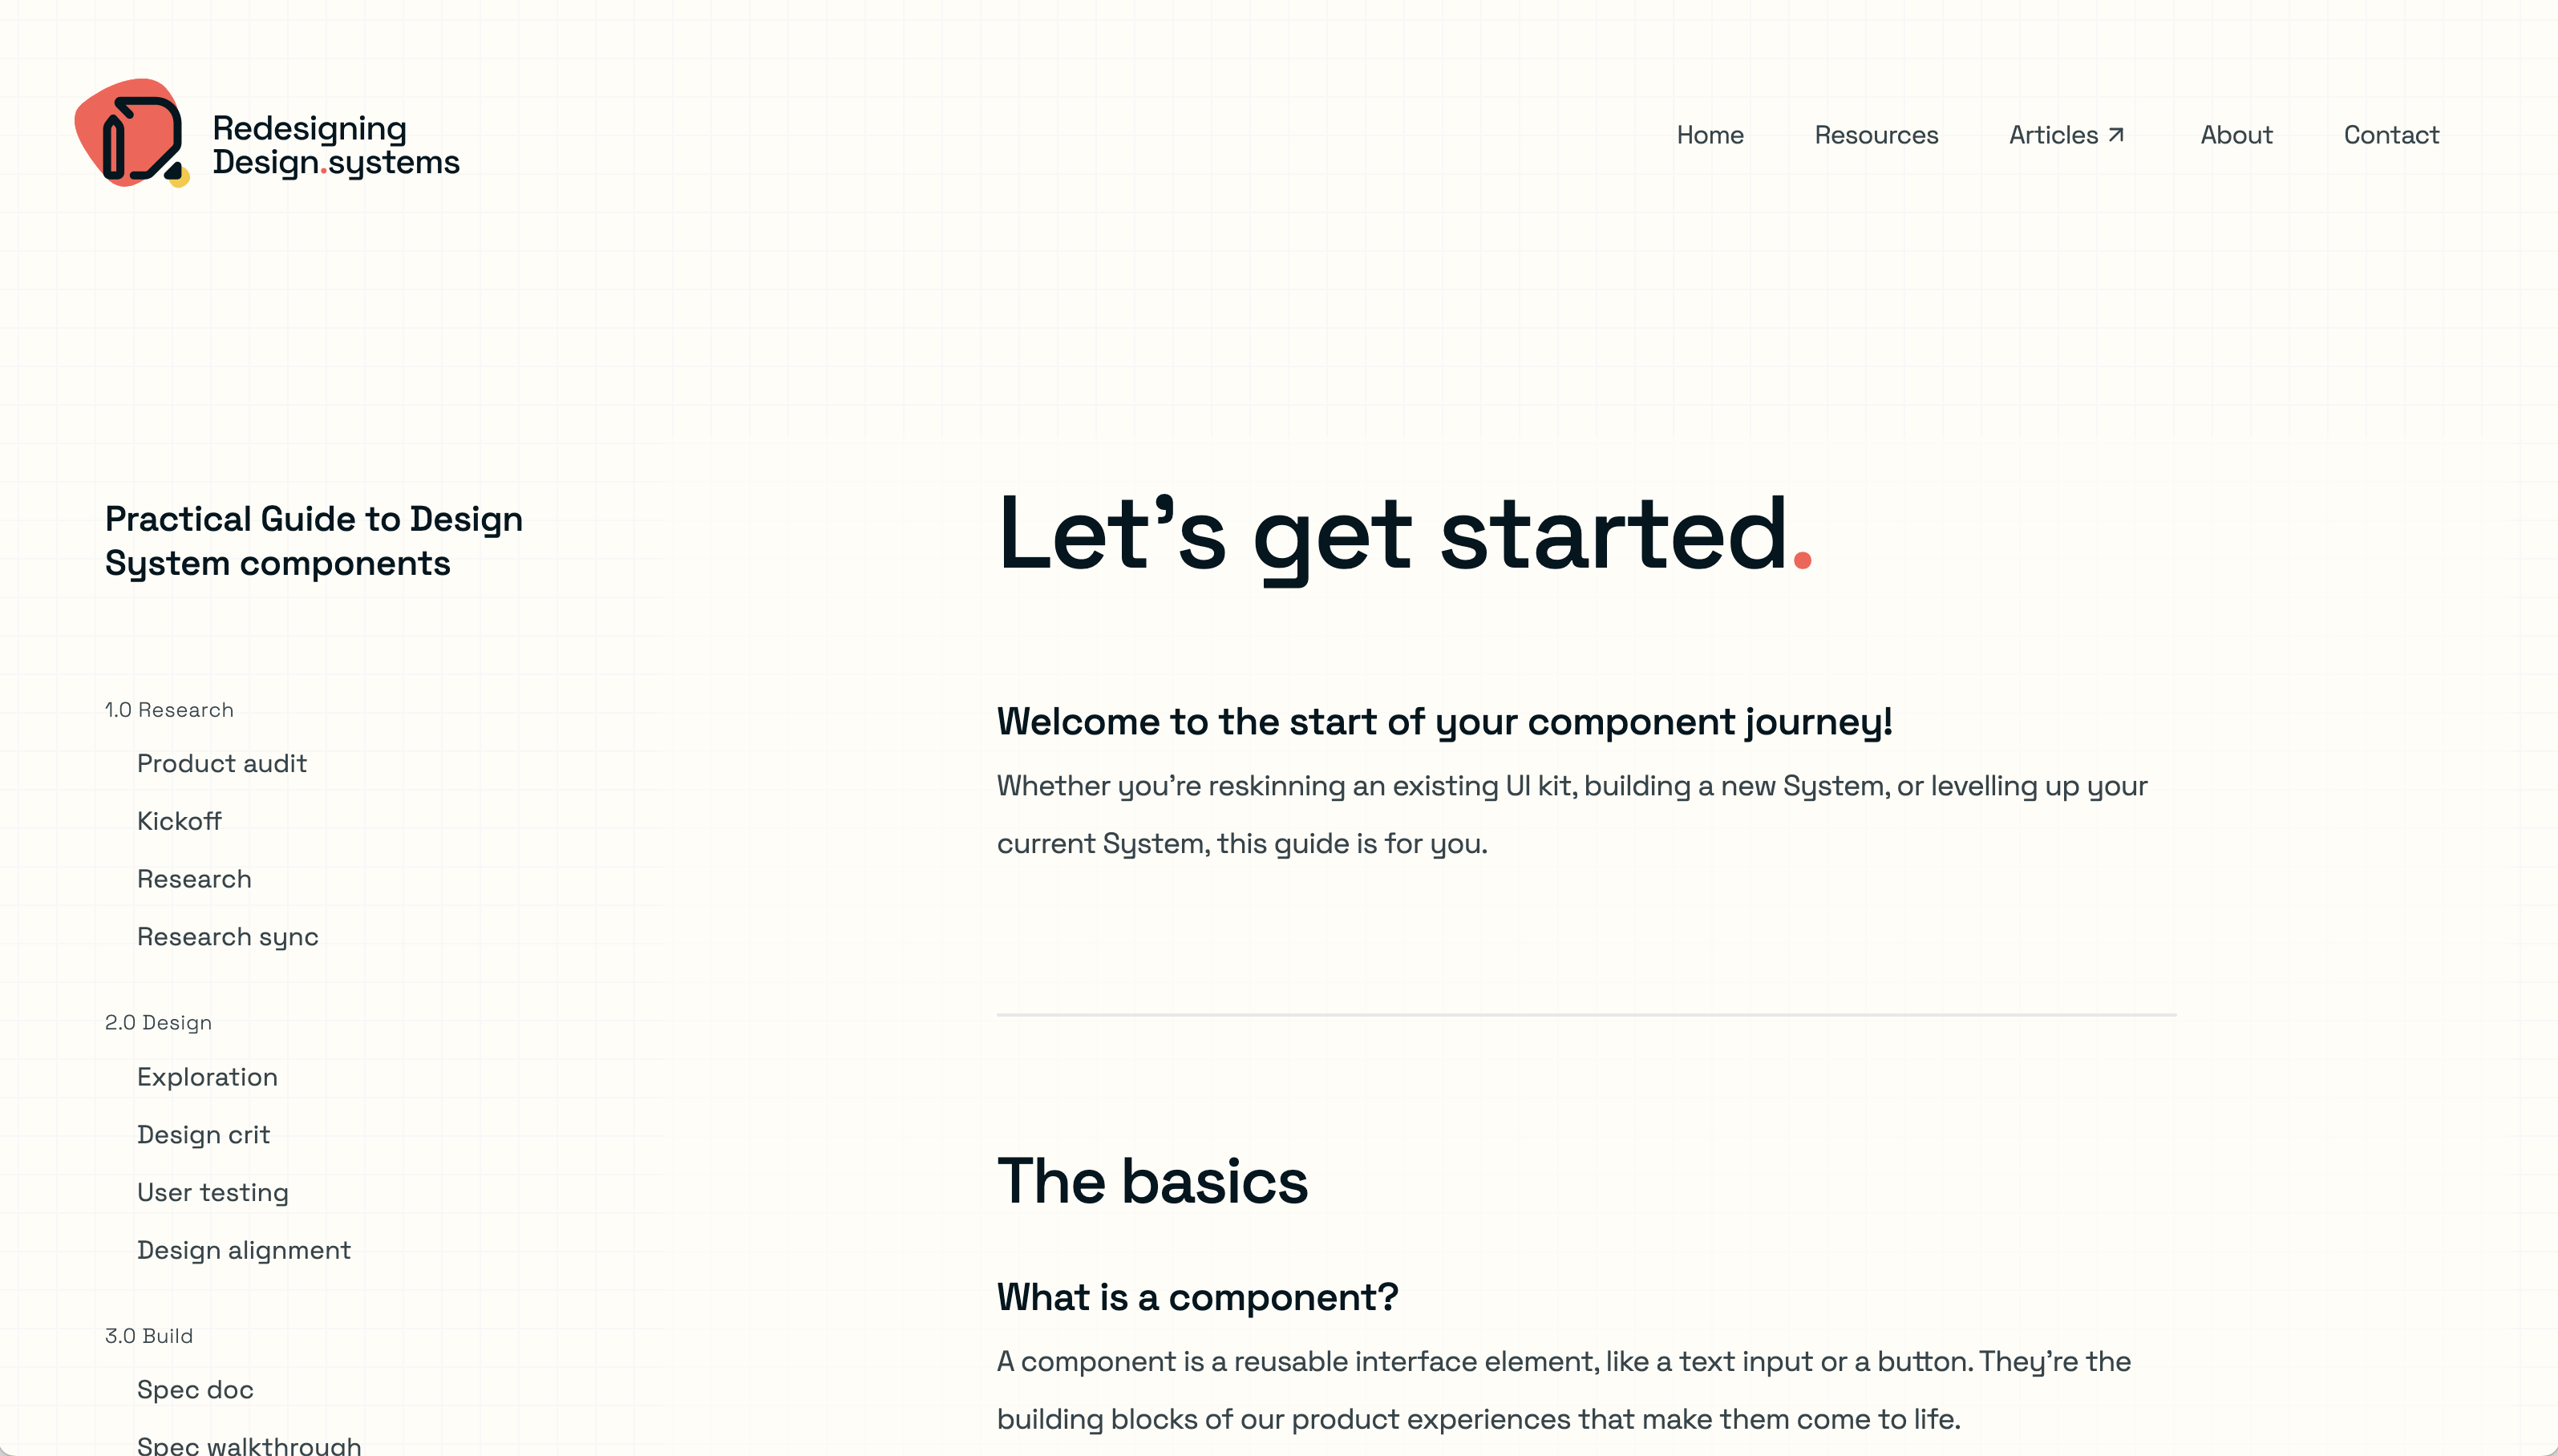 Redesigning
Design.systems
Home
Resources
Articles ↗
About
Contact
Practical Guide to Design
System components
1.0 Research
Product audit
Kickoff
Research
Research sync
2.0 Design
Exploration
Design crit
User testing
Design alignment
3.0 Build
Spec doc
Spec walkthrough
Let’s get started.
Welcome to the start of your component journey!
Whether you’re reskinning an existing UI kit, building a new System, or levelling up your
current System, this guide is for you.
The basics
What is a component?
A component is a reusable interface element, like a text input or a button. They’re the
building blocks of our product experiences that make them come to life.